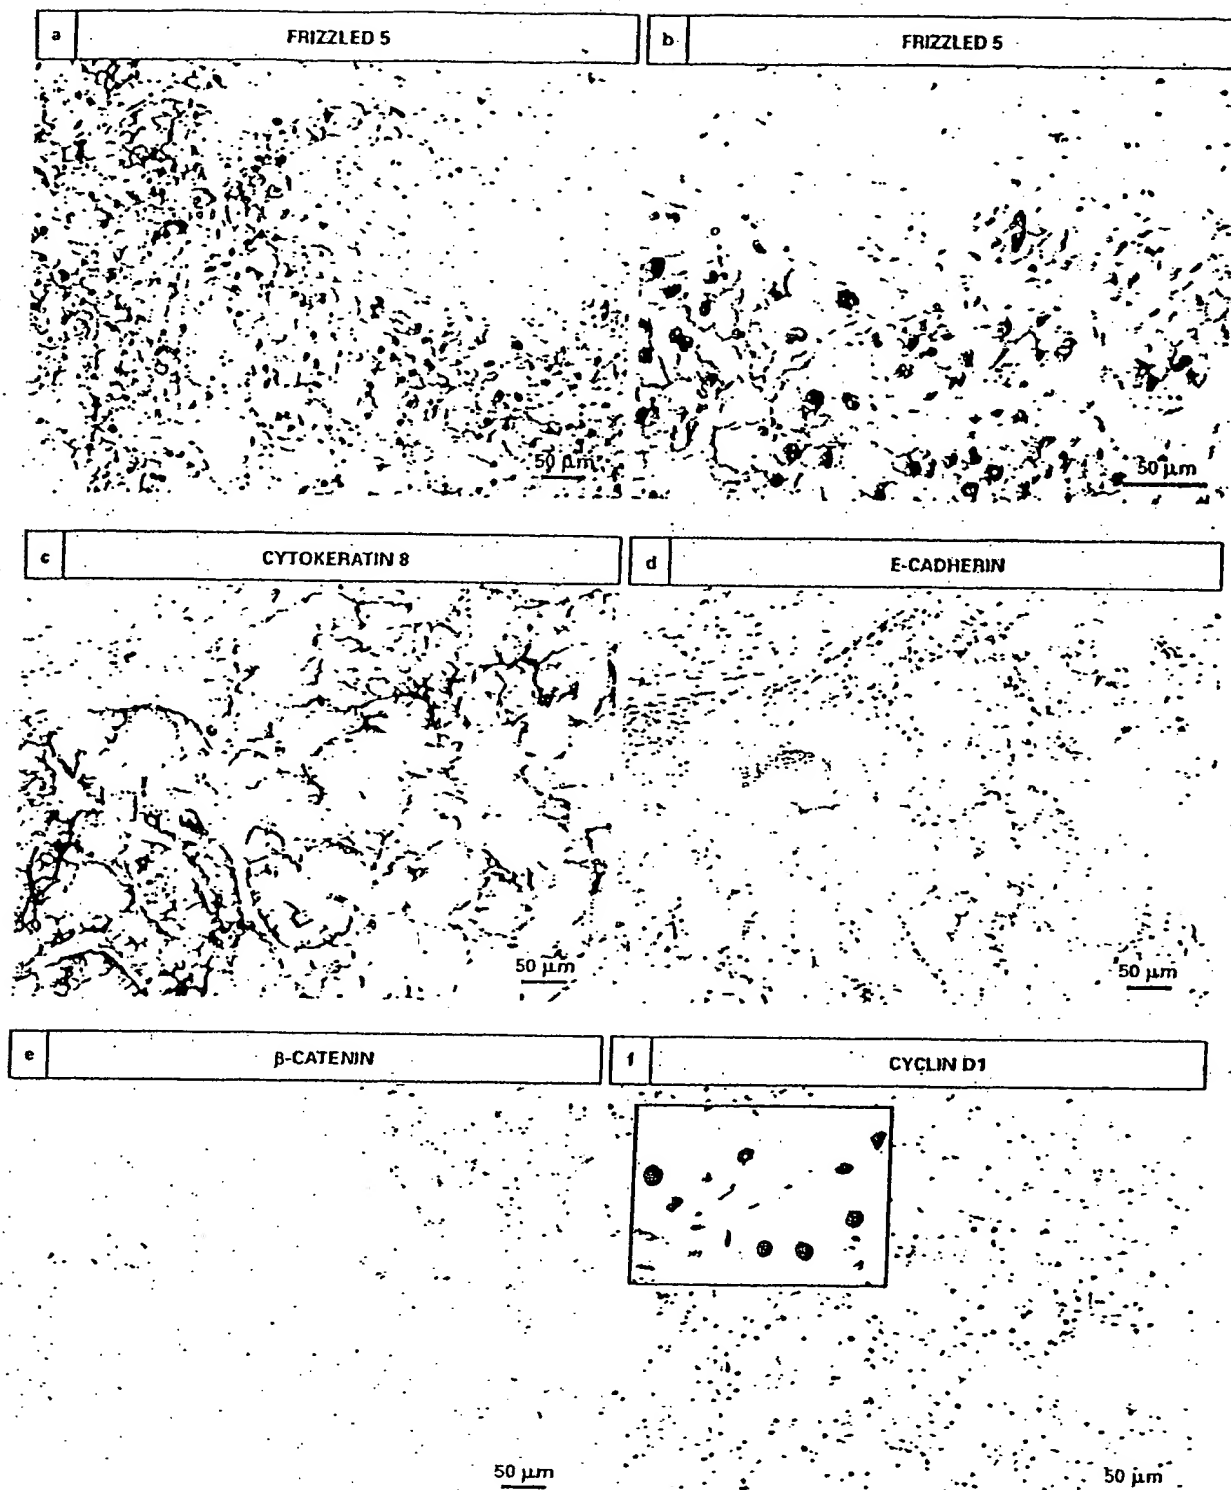 a FRIZZLED 5
b FRIZZLED 5
50 μm
50 μm
c CYTOKERATIN 8
d E-CADHERIN
50 μm
50 μm
e β-CATENIN
f CYCLIN D1
50 μm
50 μm